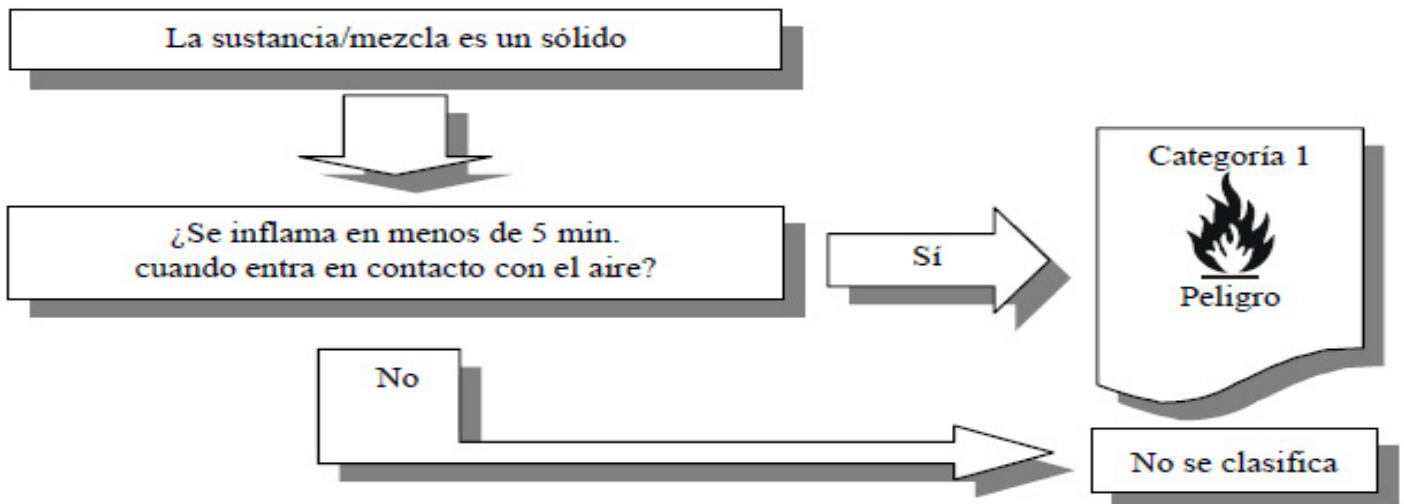 La sustancia/mezcla es un sólido
¿Se inflama en menos de 5 min.
cuando entra en contacto con el aire?
Sí
Categoría 1
Peligro
No
No se clasifica